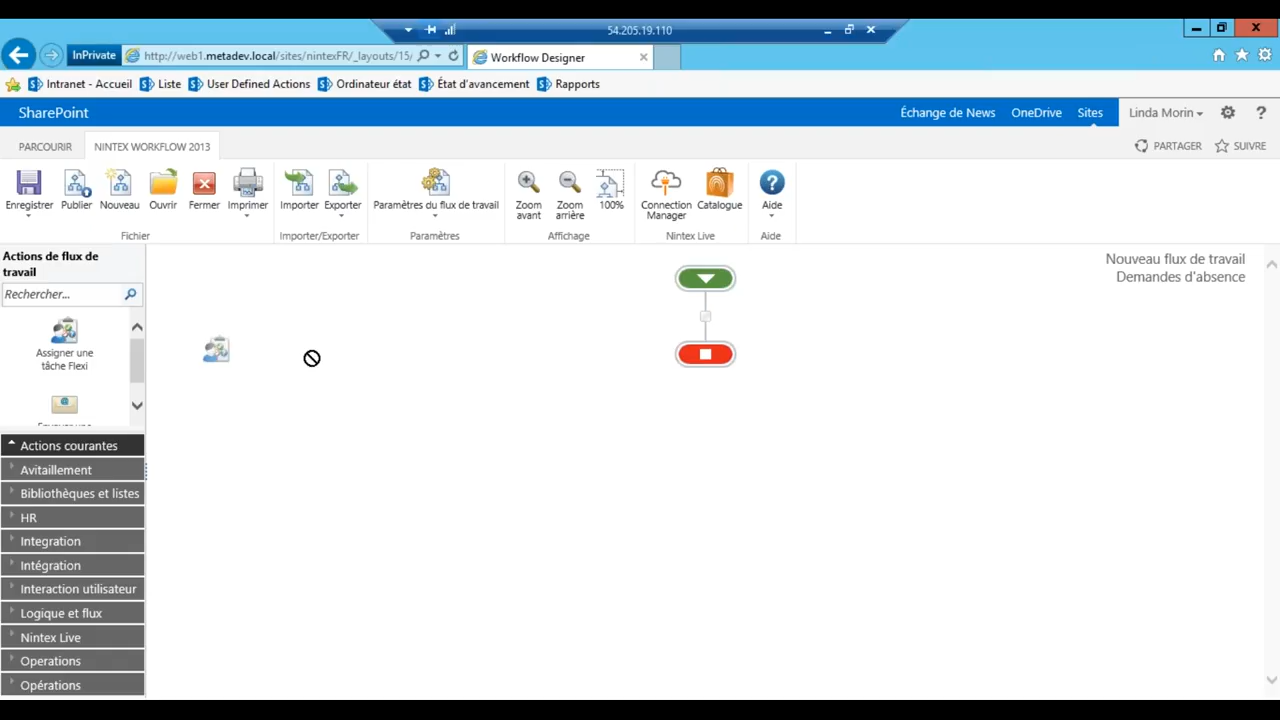 54.205.19.110
InPrivate http://web1.metadev.local/sites/nintexFR/_layouts/15/ Workflow Designer
Intranet - Accueil Liste User Defined Actions Ordinateur état État d'avancement Rapports
SharePoint Échange de News OneDrive Sites Linda Morin
PARCOURIR NINTEX WORKFLOW 2013 PARTAGER SUIVRE
Enregistrer Publier Nouveau Ouvrir Fermer Imprimer Importer Exporter Paramètres du flux de travail Zoom avant Zoom arrière 100% Connection Manager Catalogue Aide
Fichier Importer/Exporter Paramètres Affichage Nintex Live Aide
Actions de flux de
travail
Rechercher...
Assigner une
tâche Flexi
Actions courantes
Avitaillement
Bibliothèques et listes
HR
Integration
Intégration
Interaction utilisateur
Logique et flux
Nintex Live
Operations
Opérations
Nouveau flux de travail
Demandes d'absence